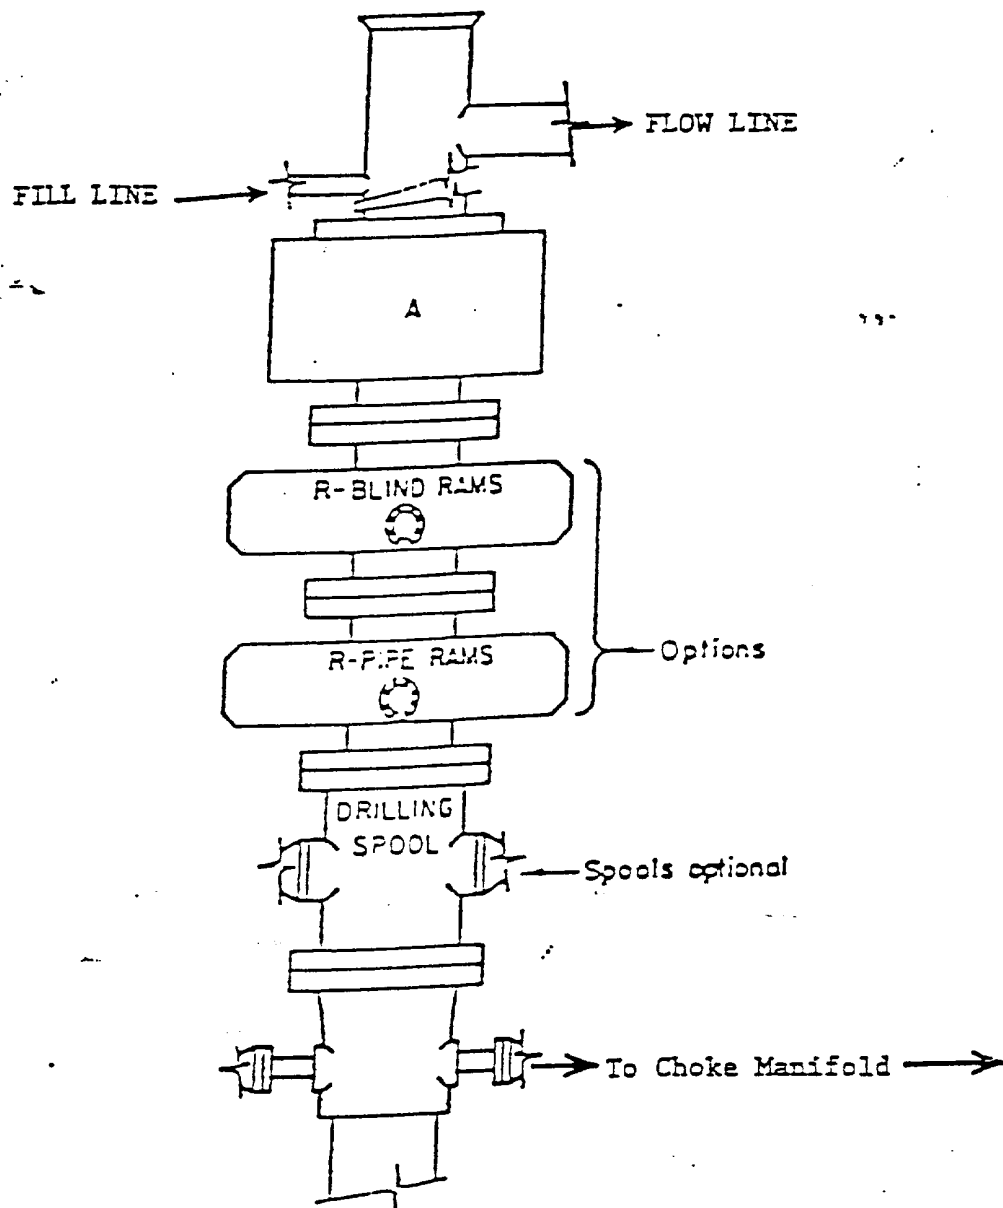 FLOW LINE
FILL LINE
A
R-BLIND RAMS
R-PIPE RAMS
Options
DRILLING
SPOOL
Spools optional
To Choke Manifold